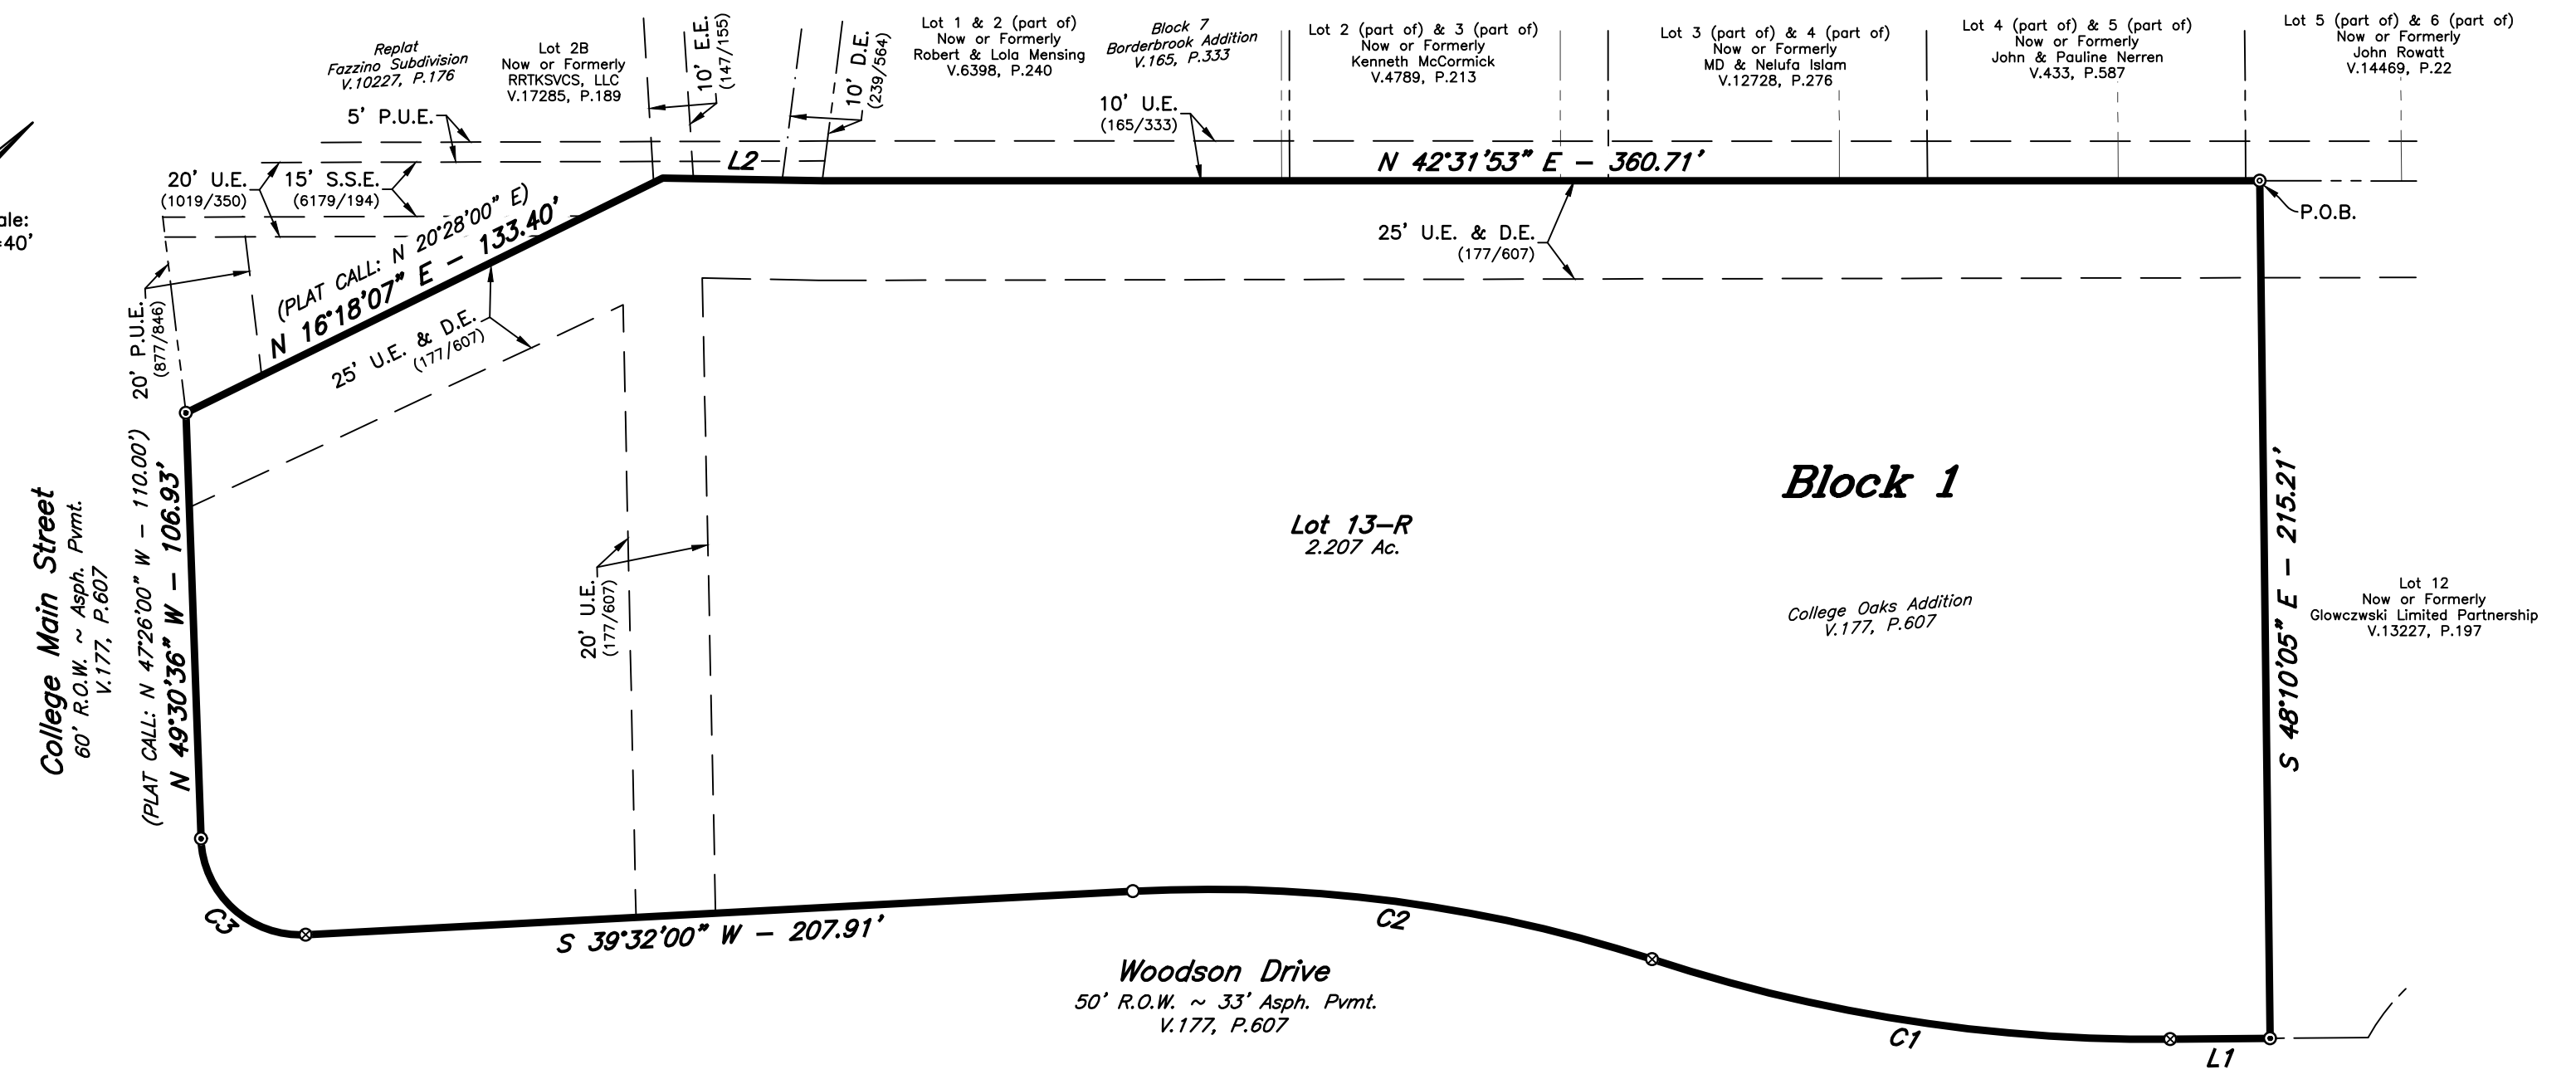 Replat
Fazzino Subdivision
V.10227, P.176
Lot 2B
Now or Formerly
RRTKSVCS, LLC
V.17285, P.189
10' E.E.
(147/155)
10' D.E.
(239/564)
Lot 1 & 2 (part of)
Now or Formerly
Robert & Lola Mensing
V.6398, P.240
Block 7
Borderbrook Addition
V.165, P.333
Lot 2 (part of) & 3 (part of)
Now or Formerly
Kenneth McCormick
V.4789, P.213
Lot 3 (part of) & 4 (part of)
Now or Formerly
MD & Nelufa Islam
V.12728, P.276
Lot 4 (part of) & 5 (part of)
Now or Formerly
John & Pauline Nerren
V.433, P.587
Lot 5 (part of) & 6 (part of)
Now or Formerly
John Rowatt
V.14469, P.22
5' P.U.E.
10' U.E.
(165/333)
L2
N 42°31'53" E - 360.71'
20' U.E.
(1019/350)
15' S.S.E.
(6179/194)
P.O.B.
40'
25' U.E. & D.E.
(177/607)
(PLAT CALL: N 20°28'00" E)
N 16°18'07" E - 133.40'
25' U.E. & D.E.
(177/607)
20' P.U.E.
(877/846)
College Main Street
60' R.O.W. ~ Asph. Pvmt.
V.177, P.607
(PLAT CALL: N 47°26'00" W - 110.00')
N 49°30'36" W - 106.93'
20' U.E.
(177/607)
Block 1
Lot 13-R
2.207 Ac.
College Oaks Addition
V.177, P.607
S 48°10'05" E - 215.21'
Lot 12
Now or Formerly
Glowczwski Limited Partnership
V.13227, P.197
C3
S 39°32'00" W - 207.91'
C2
Woodson Drive
50' R.O.W. ~ 33' Asph. Pvmt.
V.177, P.607
C1
L1